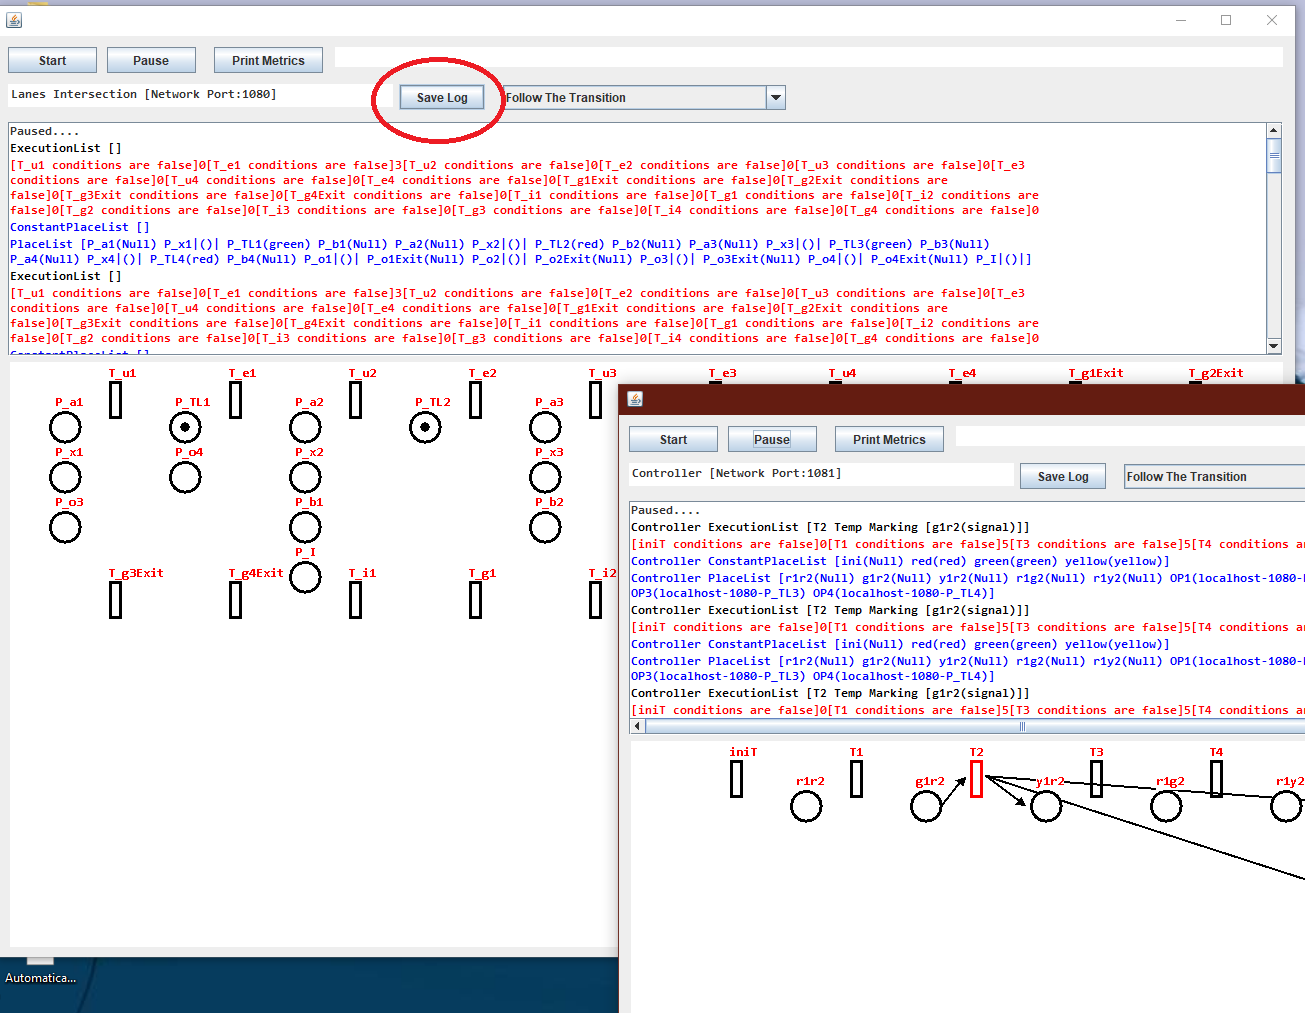 Start Pause Print Metrics
Lanes Intersection [Network Port:1080] Save Log Follow The Transition
Paused....
ExecutionList []
[T_u1 conditions are false]0[T_e1 conditions are false]3[T_u2 conditions are false]0[T_e2 conditions are false]0[T_u3 conditions are false]0[T_e3
conditions are false]0[T_u4 conditions are false]0[T_e4 conditions are false]0[T_g1Exit conditions are false]0[T_g2Exit conditions are
false]0[T_g3Exit conditions are false]0[T_g4Exit conditions are false]0[T_i1 conditions are false]0[T_g1 conditions are false]0[T_i2 conditions are
false]0[T_g2 conditions are false]0[T_i3 conditions are false]0[T_g3 conditions are false]0[T_i4 conditions are false]0[T_g4 conditions are false]0
ConstantPlaceList []
PlaceList [P_a1(Null) P_x1|()| P_TL1(green) P_b1(Null) P_a2(Null) P_x2|()| P_TL2(red) P_b2(Null) P_a3(Null) P_x3|()| P_TL3(green) P_b3(Null)
P_a4(Null) P_x4|()| P_TL4(red) P_b4(Null) P_o1|()| P_o1Exit(Null) P_o2|()| P_o2Exit(Null) P_o3|()| P_o3Exit(Null) P_o4|()| P_o4Exit(Null) P_I|()|]
ExecutionList []
[T_u1 conditions are false]0[T_e1 conditions are false]3[T_u2 conditions are false]0[T_e2 conditions are false]0[T_u3 conditions are false]0[T_e3
conditions are false]0[T_u4 conditions are false]0[T_e4 conditions are false]0[T_g1Exit conditions are false]0[T_g2Exit conditions are
false]0[T_g3Exit conditions are false]0[T_g4Exit conditions are false]0[T_i1 conditions are false]0[T_g1 conditions are false]0[T_i2 conditions are
false]0[T_g2 conditions are false]0[T_i3 conditions are false]0[T_g3 conditions are false]0[T_i4 conditions are false]0[T_g4 conditions are false]0
ConstantPlaceList []
T_u1 T_e1 T_u2 T_e2 T_u3 T_e3 T_u4 T_e4 T_g1Exit T_g2Exit
P_a1 P_TL1 P_a2 P_TL2 P_a3
P_x1 P_o4 P_x2 P_x3
P_o3 P_b1 P_b2
P_I
T_g3Exit T_g4Exit T_i1 T_g1 T_i2
Start Pause Print Metrics
Controller [Network Port:1081] Save Log Follow The Transition
Paused....
Controller ExecutionList [T2 Temp Marking [g1r2(signal)]]
[iniT conditions are false]0[T1 conditions are false]5[T3 conditions are false]5[T4 conditions ar
Controller ConstantPlaceList [ini(Null) red(red) green(green) yellow(yellow)]
Controller PlaceList [r1r2(Null) g1r2(Null) y1r2(Null) r1g2(Null) r1y2(Null) OP1(localhost-1080-
OP3(localhost-1080-P_TL3) OP4(localhost-1080-P_TL4)]
Controller ExecutionList [T2 Temp Marking [g1r2(signal)]]
[iniT conditions are false]0[T1 conditions are false]5[T3 conditions are false]5[T4 conditions ar
Controller ConstantPlaceList [ini(Null) red(red) green(green) yellow(yellow)]
Controller PlaceList [r1r2(Null) g1r2(Null) y1r2(Null) r1g2(Null) r1y2(Null) OP1(localhost-1080-
OP3(localhost-1080-P_TL3) OP4(localhost-1080-P_TL4)]
Controller ExecutionList [T2 Temp Marking [g1r2(signal)]]
[iniT conditions are false]0[T1 conditions are false]5[T3 conditions are false]5[T4 conditions ar
iniT T1 T2 T3 T4
r1r2 g1r2 y1r2 r1g2 r1y2
Automatica...